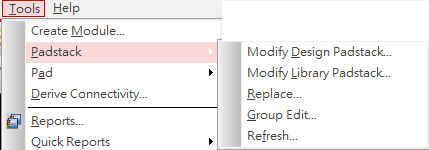 Tools Help
Create Module...
Padstack
Pad
Derive Connectivity...
Reports...
Quick Reports
Modify Design Padstack...
Modify Library Padstack...
Replace...
Group Edit...
Refresh...